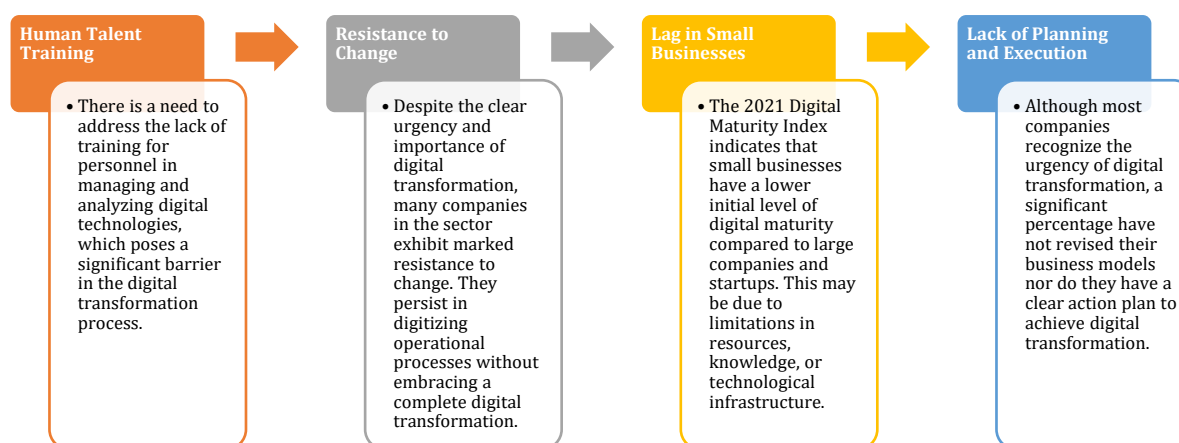 Human Talent
Training
• There is a need to
address the lack of
training for
personnel in
managing and
analyzing digital
technologies,
which poses a
significant barrier
in the digital
transformation
process.
Resistance to
Change
• Despite the clear
urgency and
importance of
digital
transformation,
many companies
in the sector
exhibit marked
resistance to
change. They
persist in
digitizing
operational
processes without
embracing a
complete digital
transformation.
Lag in Small
Businesses
• The 2021 Digital
Maturity Index
indicates that
small businesses
have a lower
initial level of
digital maturity
compared to large
companies and
startups. This may
be due to
limitations in
resources,
knowledge, or
technological
infrastructure.
Lack of Planning
and Execution
• Although most
companies
recognize the
urgency of digital
transformation, a
significant
percentage have
not revised their
business models
nor do they have a
clear action plan to
achieve digital
transformation.